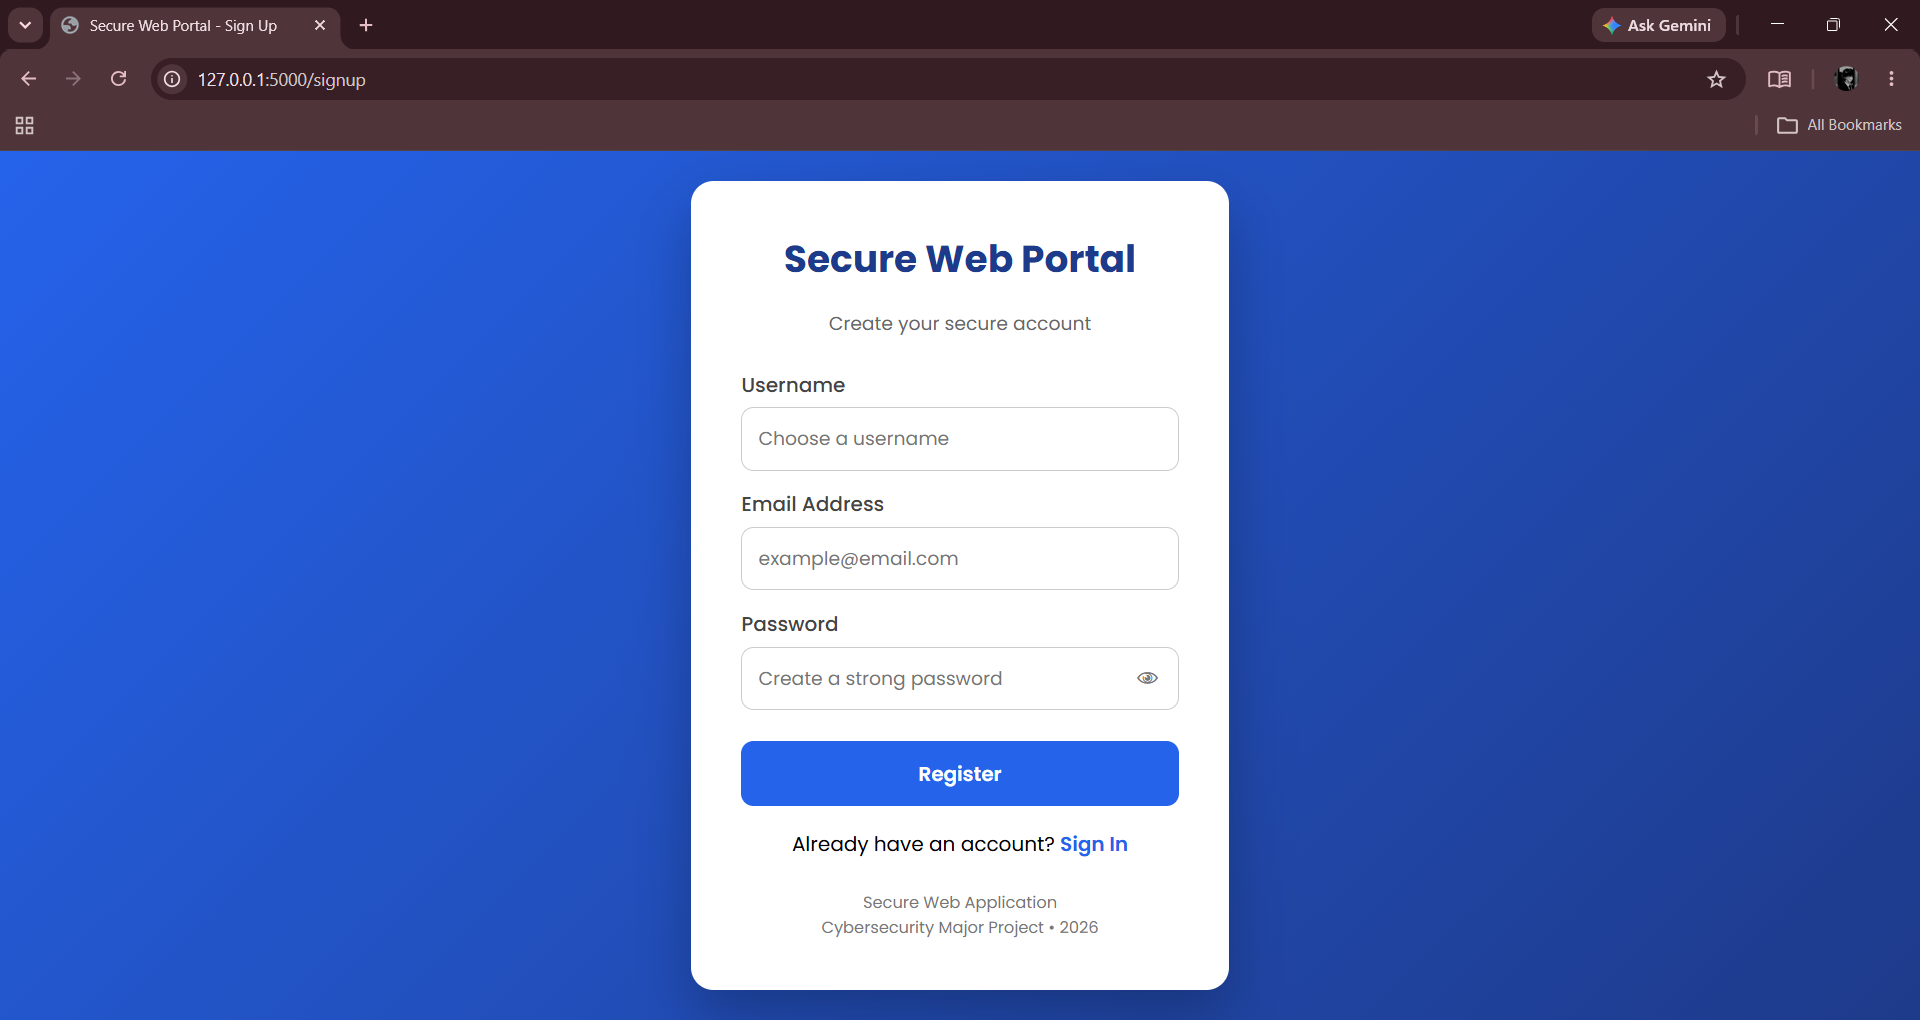 Secure Web Portal - Sign Up
Ask Gemini
127.0.0.1:5000/signup
All Bookmarks
Secure Web Portal
Create your secure account
Username
Choose a username
Email Address
example@email.com
Password
Create a strong password
Register
Already have an account? Sign In
Secure Web Application
Cybersecurity Major Project • 2026